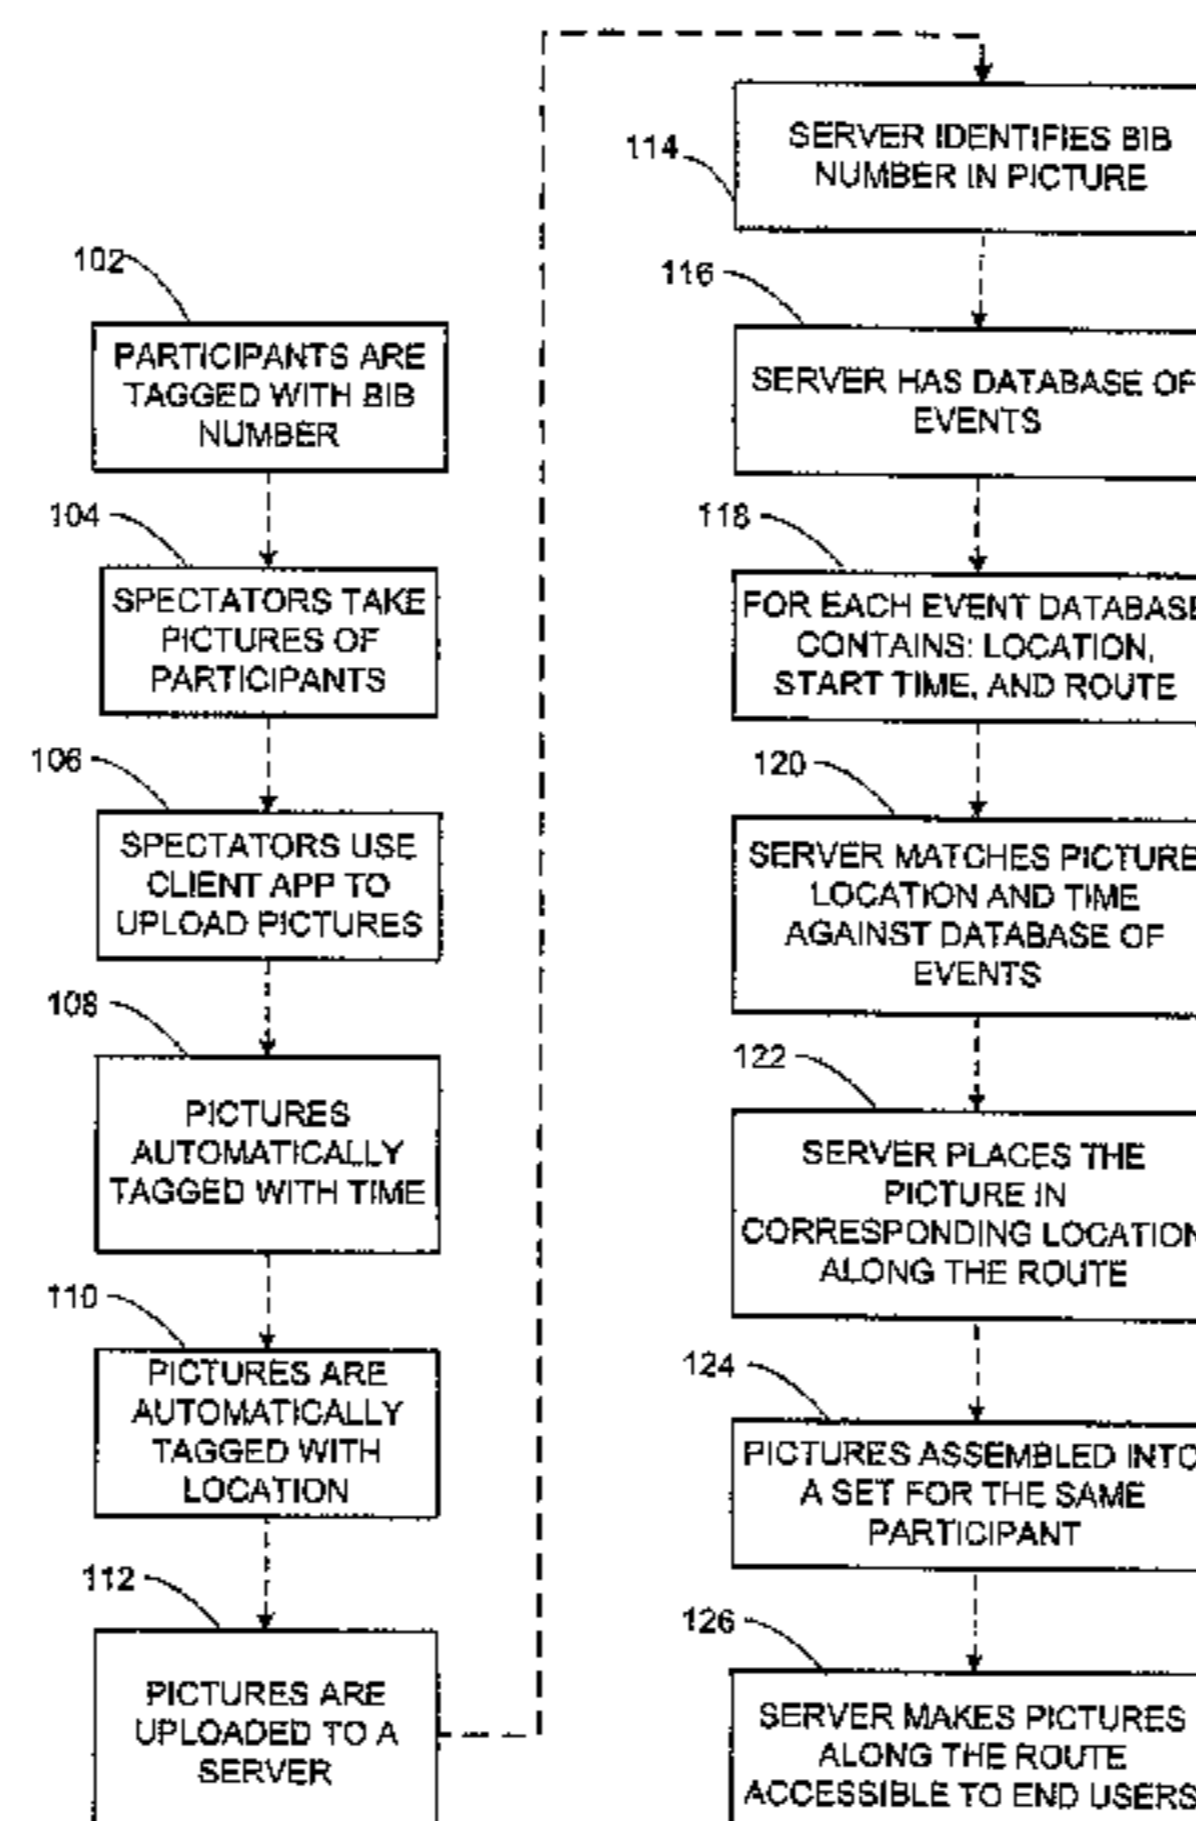 102
PARTICIPANTS ARE
TAGGED WITH BIB
NUMBER
104
SPECTATORS TAKE
PICTURES OF
PARTICIPANTS
106
SPECTATORS USE
CLIENT APP TO
UPLOAD PICTURES
108
PICTURES
AUTOMATICALLY
TAGGED WITH TIME
110
PICTURES ARE
AUTOMATICALLY
TAGGED WITH
LOCATION
112
PICTURES ARE
UPLOADED TO A
SERVER
114
SERVER IDENTIFIES BIB
NUMBER IN PICTURE
116
SERVER HAS DATABASE OF
EVENTS
118
FOR EACH EVENT DATABASE
CONTAINS: LOCATION,
START TIME, AND ROUTE
120
SERVER MATCHES PICTURE
LOCATION AND TIME
AGAINST DATABASE OF
EVENTS
122
SERVER PLACES THE
PICTURE IN
CORRESPONDING LOCATION
ALONG THE ROUTE
124
PICTURES ASSEMBLED INTO
A SET FOR THE SAME
PARTICIPANT
126
SERVER MAKES PICTURES
ALONG THE ROUTE
ACCESSIBLE TO END USERS